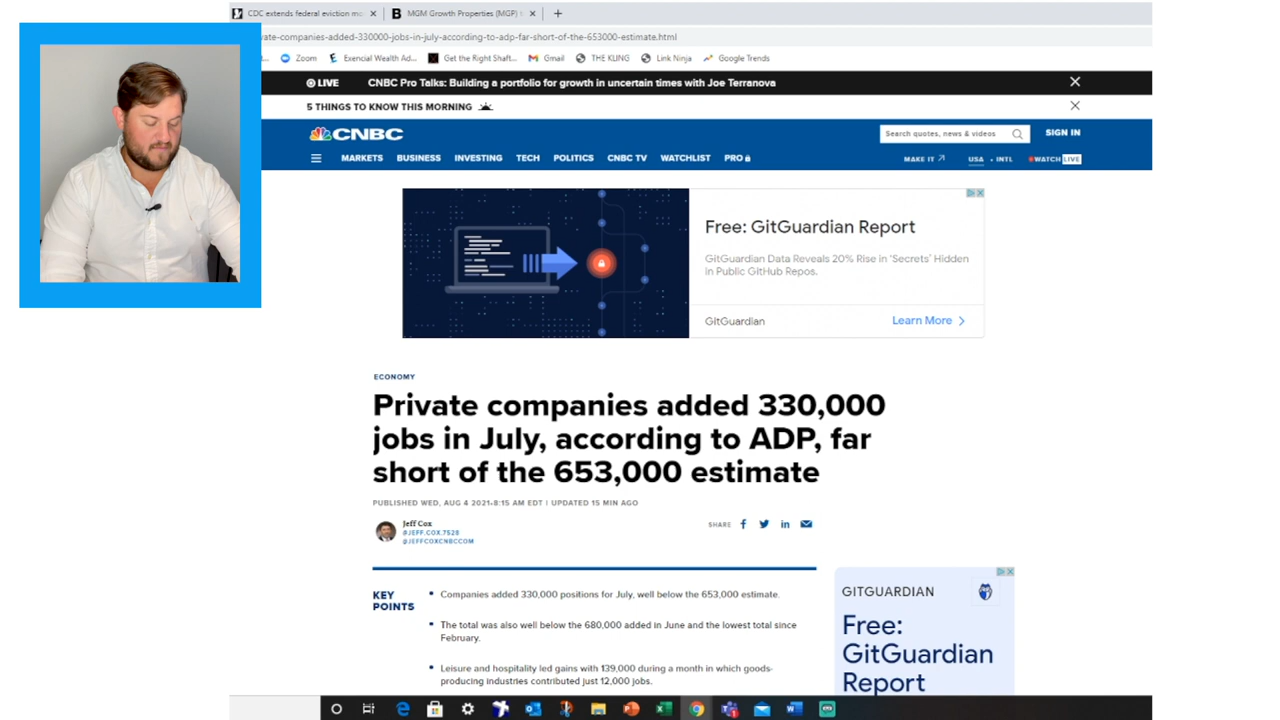 CDC extends federal eviction mo
MGM Growth Properties (MGP)
vate-companies-added-330000-jobs-in-july-according-to-adp-far-short-of-the-653000-estimate.html
Zoom
Exencial Wealth Ad...
Get the Right Shaft...
Gmail
THE KLING
Link Ninja
Google Trends
LIVE CNBC Pro Talks: Building a portfolio for growth in uncertain times with Joe Terranova
5 THINGS TO KNOW THIS MORNING
CNBC
Search quotes, news & videos
SIGN IN
MARKETS BUSINESS INVESTING TECH POLITICS CNBC TV WATCHLIST PRO
MAKE IT USA • INTL WATCH LIVE
Free: GitGuardian Report
GitGuardian Data Reveals 20% Rise in 'Secrets' Hidden
in Public GitHub Repos.
GitGuardian
Learn More
ECONOMY
Private companies added 330,000
jobs in July, according to ADP, far
short of the 653,000 estimate
PUBLISHED WED, AUG 4 2021•8:15 AM EDT | UPDATED 15 MIN AGO
Jeff Cox
@JEFF.COX.7528
@JEFFCOXCNBCCOM
SHARE
KEY
POINTS
• Companies added 330,000 positions for July, well below the 653,000 estimate.
• The total was also well below the 680,000 added in June and the lowest total since
February.
• Leisure and hospitality led gains with 139,000 during a month in which goods-
producing industries contributed just 12,000 jobs.
GITGUARDIAN
Free:
GitGuardian
Report